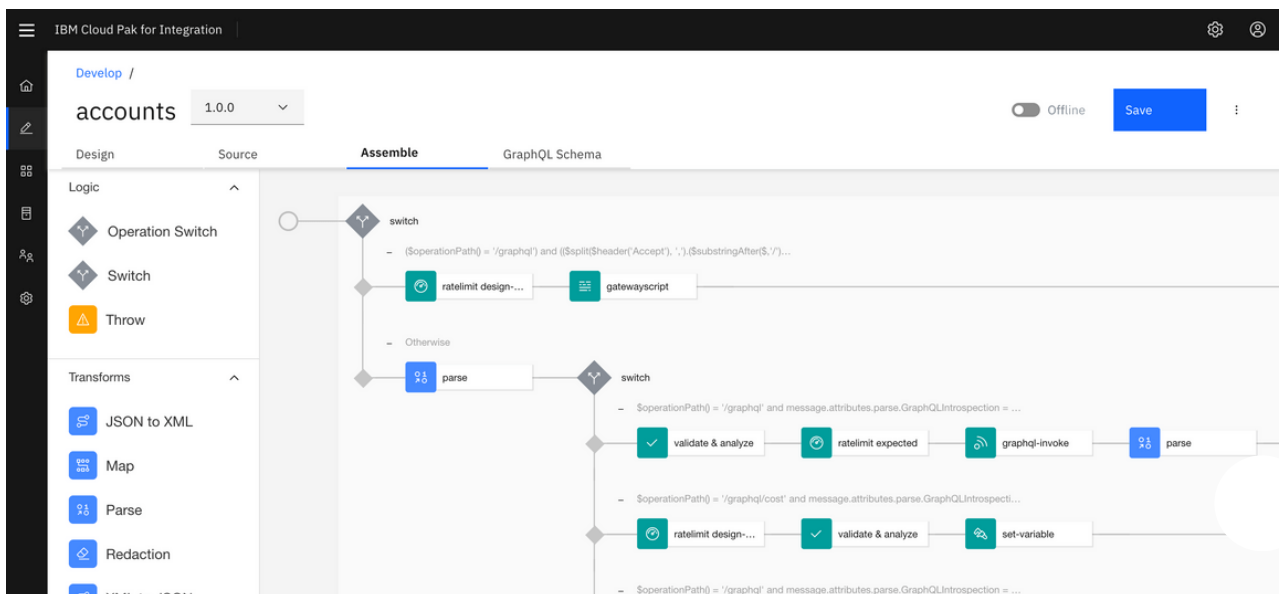 IBM Cloud Pak for Integration
Develop /
accounts
1.0.0
Offline
Save
Design
Source
Assemble
GraphQL Schema
Logic
Operation Switch
Switch
Throw
Transforms
JSON to XML
Map
Parse
Redaction
switch
– ($operationPath() = '/graphql') and (($split($header('Accept'), ',').($substringAfter($,'/')...
ratelimit design-...
gatewayscript
– Otherwise
parse
switch
– $operationPath() = '/graphql' and message.attributes.parse.GraphQLIntrospection = ...
validate & analyze
ratelimit expected
graphql-invoke
parse
– $operationPath() = '/graphql/cost' and message.attributes.parse.GraphQLIntrospecti...
ratelimit design-...
validate & analyze
set-variable
– $operationPath() = '/graphql' and message.attributes.parse.GraphQLIntrospection = ...